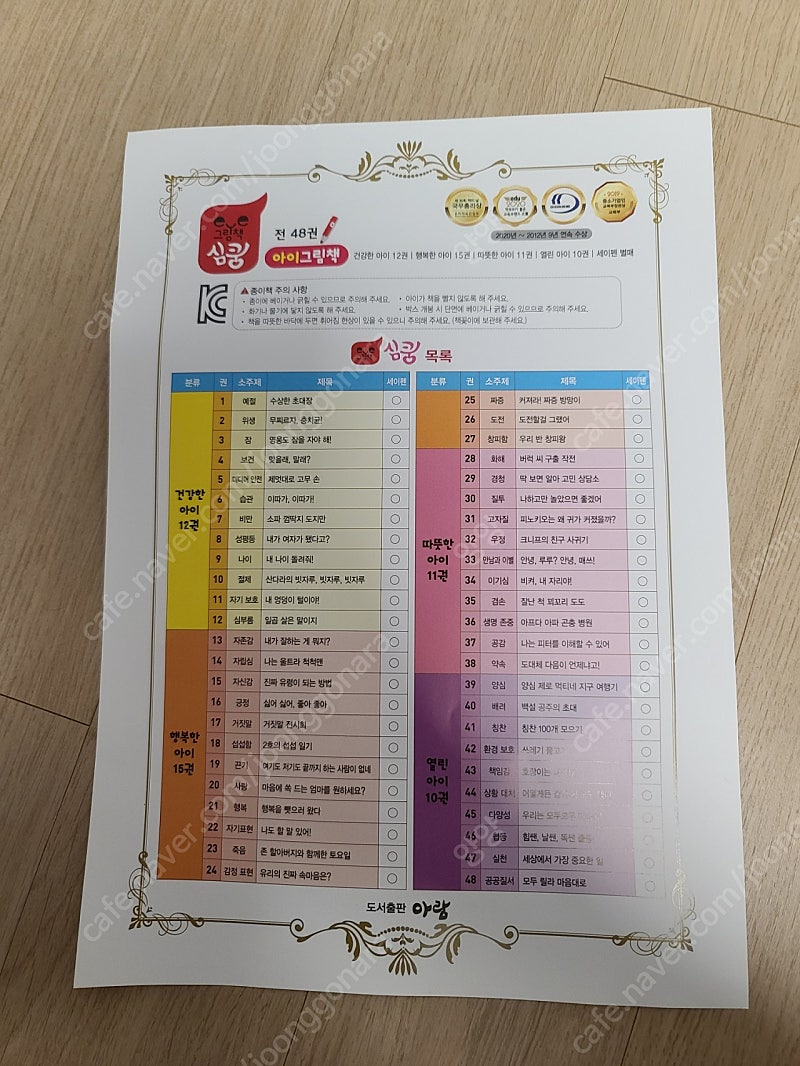 eye
그림책
심쿵
전 48권
아이그림책
건강한 아이 12권 | 행복한 아이 15권 | 따뜻한 아이 11권 | 열린 아이 10권 | 세이펜 별매
국무총리상
edu
2020
2019
교육부
2020년 ~ 2012년 9년 연속 수상
종이책 주의 사항
• 종이에 베이거나 긁힐 수 있으므로 주의해 주세요.
• 아이가 책을 빨지 않도록 해 주세요.
• 화기나 물기에 닿지 않도록 해 주세요.
• 박스 개봉 시 단면에 베이거나 긁힐 수 있으므로 주의해 주세요.
• 책을 따뜻한 바닥에 두면 휘어짐 현상이 있을 수 있으니 주의해 주세요. (책꽂이에 보관해 주세요.)
심쿵 목록
분류 권 소주제 제목 세이펜
건강한
아이
12권
1 예절 수상한 초대장 ○
2 위생 무찌르자, 충치균! ○
3 잠 영웅도 잠을 자야 해! ○
4 보건 맞을래, 말래? ○
5 미디어 안전 제멋대로 고무 손 ○
6 습관 이따가, 이따가! ○
7 비만 소파 껌딱지 도지만 ○
8 성평등 내가 여자가 됐다고? ○
9 나이 내 나이 돌려줘! ○
10 절제 산다라의 빗자루, 빗자루, 빗자루 ○
11 자기 보호 내 엉덩이 털이야! ○
12 심부름 일곱 살은 말이지 ○
행복한
아이
15권
13 자존감 내가 잘하는 게 뭐지? ○
14 자립심 나는 울트라 척척맨 ○
15 자신감 진짜 유령이 되는 방법 ○
16 긍정 싫어 싫어, 좋아 좋아 ○
17 거짓말 거짓말 전시회 ○
18 섬섬함 2호의 섭섭 일기 ○
19 끈기 여기도 저기도 끝까지 하는 사람이 없네 ○
20 사랑 마음에 쏙 드는 엄마를 원하세요? ○
21 행복 행복을 뺏으러 왔다 ○
22 자기표현 나도 할 말 있어! ○
23 죽음 존 할아버지와 함께한 토요일 ○
24 감정 표현 유리의 진짜 속마음은? ○
분류 권 소주제 제목 세이펜
25 짜증 커져라! 짜증 방망이 ○
26 도전 도전할걸 그랬어 ○
27 창피함 우리 반 창피왕 ○
따뜻한
아이
11권
28 화해 버럭 씨 구출 작전 ○
29 경청 딱 보면 알아 고민 상담소 ○
30 질투 나하고만 놀았으면 좋겠어 ○
31 고자질 피노키오는 왜 귀가 커졌을까? ○
32 우정 크니프의 친구 사귀기 ○
33 만남과 이별 안녕, 루루? 안녕, 매쓰! ○
34 이기심 비켜, 내 자리야! ○
35 겸손 잘난 척 꾀꼬리 도도 ○
36 생명 존중 아프다 아파 곤충 병원 ○
37 공감 나는 피터를 이해할 수 있어 ○
38 약속 도대체 다음이 언제냐고! ○
열린
아이
10권
39 양심 양심 제로 먹티네 지구 여행기 ○
40 배려 백설 공주의 초대 ○
41 칭찬 칭찬 100개 모으기 ○
42 환경 보호 쓰레기 ○
43 책임감 ○
44 상황 대처 어떻게든 ○
45 다양성 우리는 ○
46 협동 힘쎈, 날쎈, 똑쎈 ○
47 실천 세상에서 가장 중요한 일 ○
48 공공질서 모두 릴라 마음대로 ○
도서출판 아람
cafe.naver.com/joonggonara